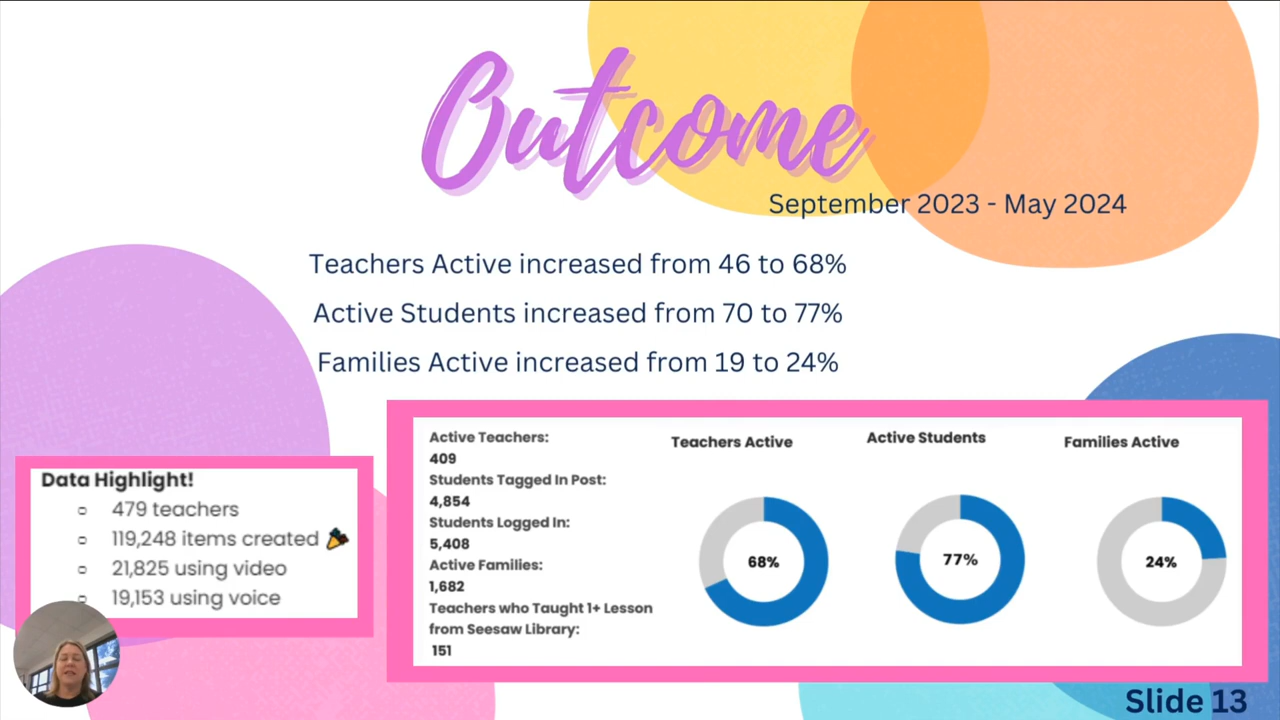 Outcome
September 2023 - May 2024
Teachers Active increased from 46 to 68%
Active Students increased from 70 to 77%
Families Active increased from 19 to 24%
Data Highlight!
479 teachers
119,248 items created
21,825 using video
19,153 using voice
Active Teachers:
409
Students Tagged In Post:
4,854
Students Logged In:
5,408
Active Families:
1,682
Teachers who Taught 1+ Lesson
from Seesaw Library:
151
Teachers Active
68%
Active Students
77%
Families Active
24%
Slide 13